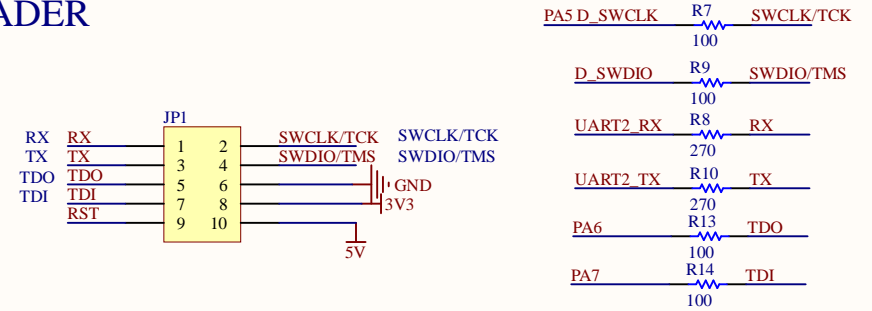 ADER
PA5 D_SWCLK R7 SWCLK/TCK
100
D_SWDIO R9 SWDIO/TMS
100
UART2_RX R8 RX
270
UART2_TX R10 TX
270
PA6 R13 TDO
100
PA7 R14 TDI
100
JP1
RX RX 1 2 SWCLK/TCK SWCLK/TCK
TX TX 3 4 SWDIO/TMS SWDIO/TMS
TDO TDO 5 6 GND
TDI TDI 7 8 3V3
RST 9 10
5V